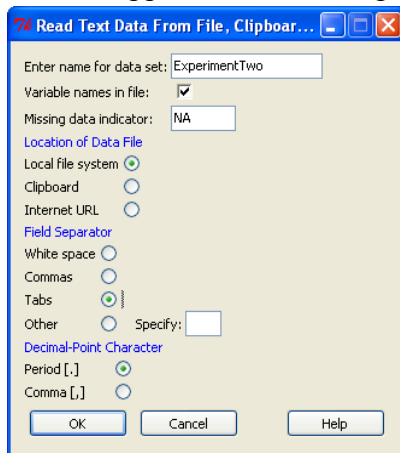 Read Text Data From File, Clipboar...
Enter name for data set: ExperimentTwo
Variable names in file:
Missing data indicator: NA
Location of Data File
Local file system
Clipboard
Internet URL
Field Separator
White space
Commas
Tabs
Other Specify:
Decimal-Point Character
Period [.]
Comma [,]
OK Cancel Help